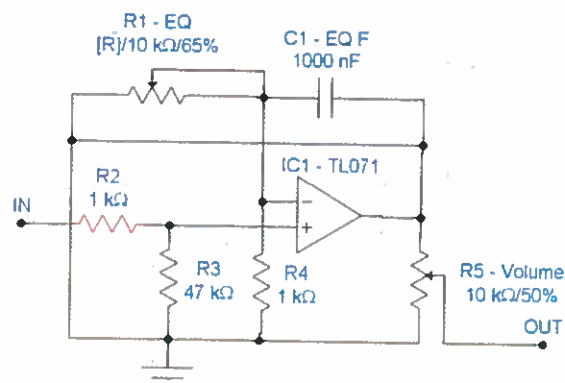 R1 - EQ
[R]/10 kΩ/65%
C1 - EQ F
1000 nF
IC1 - TL071
R2
1 kΩ
IN
R3
47 kΩ
R4
1 kΩ
R5 - Volume
10 kΩ/50%
OUT